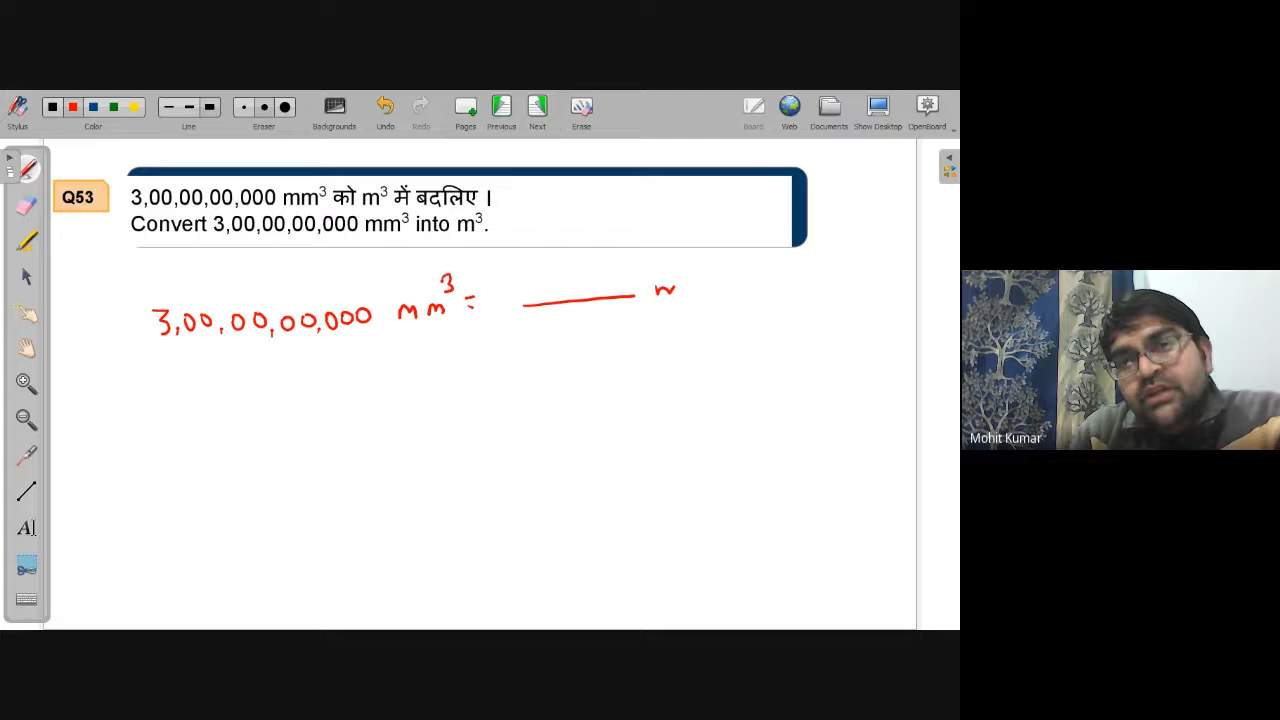 Stylus
Color
Line
Eraser
Backgrounds
Undo
Redo
Pages
Previous
Next
Erase
Board
Web
Documents
Show Desktop
OpenBoard
Q53
3,00,00,00,000 mm³ को m³ में बदलिए ।
Convert 3,00,00,00,000 mm³ into m³.
3,00,00,00,000 mm³ = ______ m
Mohit Kumar